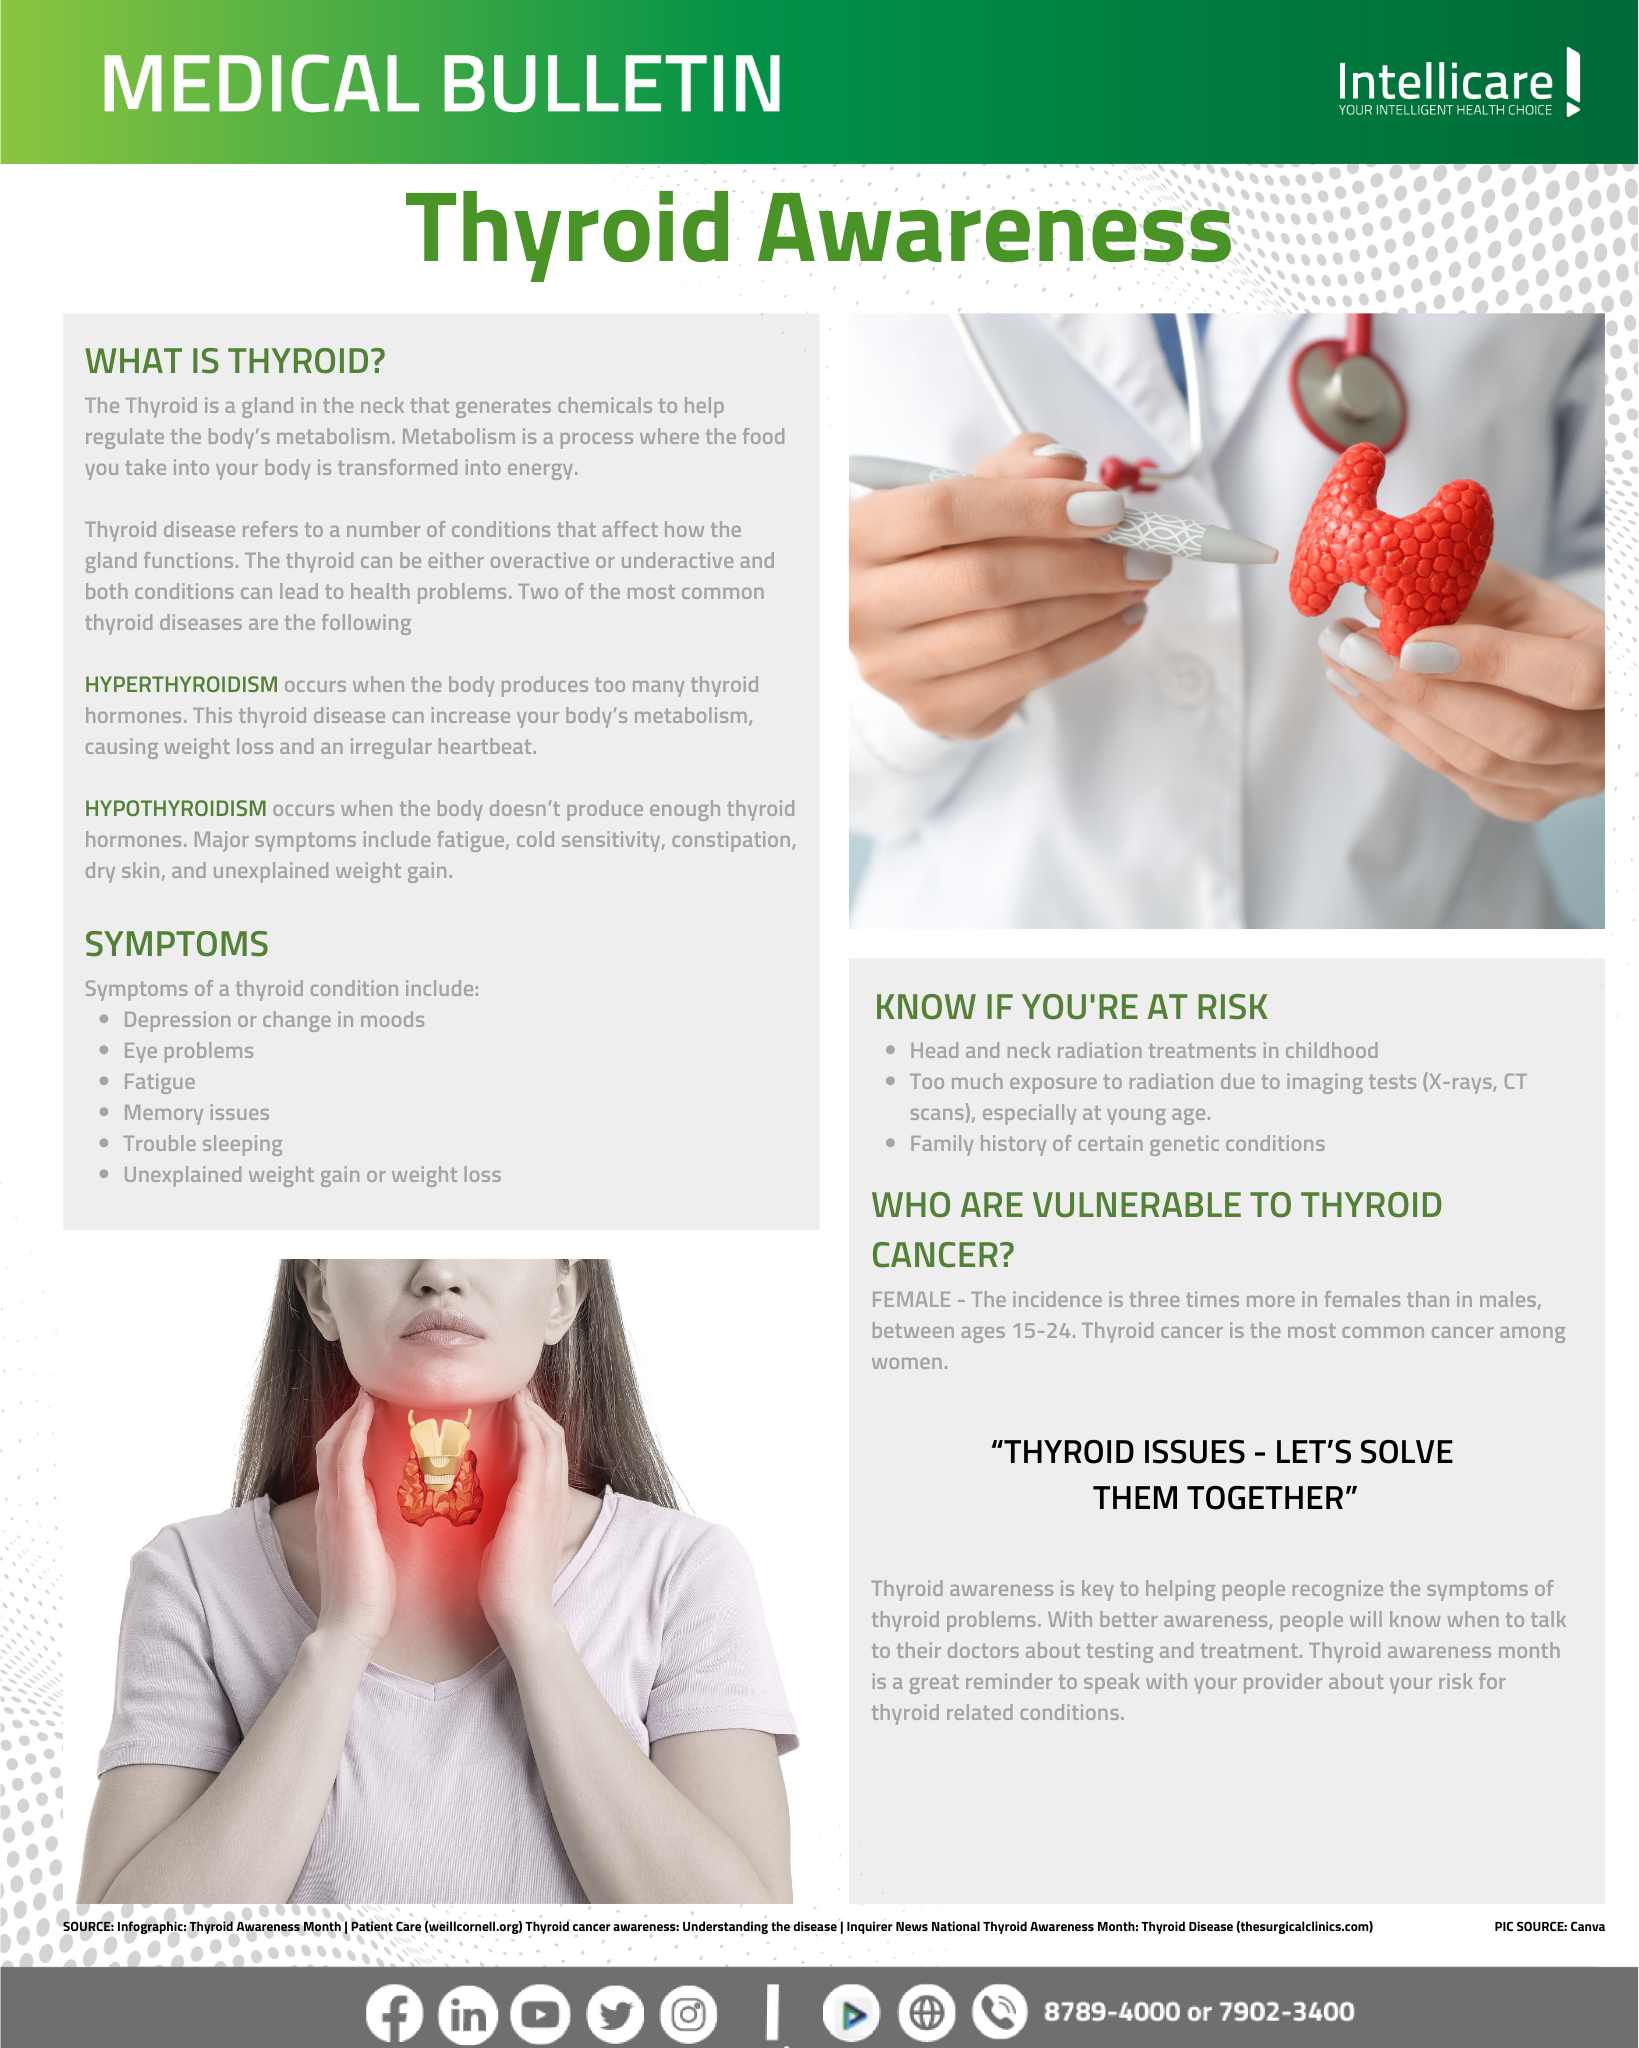 MEDICAL BULLETIN
Intellicare
YOUR INTELLIGENT HEALTH CHOICE
Thyroid Awareness
WHAT IS THYROID?
The Thyroid is a gland in the neck that generates chemicals to help
regulate the body’s metabolism. Metabolism is a process where the food
you take into your body is transformed into energy.
Thyroid disease refers to a number of conditions that affect how the
gland functions. The thyroid can be either overactive or underactive and
both conditions can lead to health problems. Two of the most common
thyroid diseases are the following
HYPERTHYROIDISM occurs when the body produces too many thyroid
hormones. This thyroid disease can increase your body’s metabolism,
causing weight loss and an irregular heartbeat.
HYPOTHYROIDISM occurs when the body doesn’t produce enough thyroid
hormones. Major symptoms include fatigue, cold sensitivity, constipation,
dry skin, and unexplained weight gain.
SYMPTOMS
Symptoms of a thyroid condition include:
• Depression or change in moods
• Eye problems
• Fatigue
• Memory issues
• Trouble sleeping
• Unexplained weight gain or weight loss
KNOW IF YOU'RE AT RISK
• Head and neck radiation treatments in childhood
• Too much exposure to radiation due to imaging tests (X-rays, CT
scans), especially at young age.
• Family history of certain genetic conditions
WHO ARE VULNERABLE TO THYROID
CANCER?
FEMALE - The incidence is three times more in females than in males,
between ages 15-24. Thyroid cancer is the most common cancer among
women.
“THYROID ISSUES - LET’S SOLVE
THEM TOGETHER”
Thyroid awareness is key to helping people recognize the symptoms of
thyroid problems. With better awareness, people will know when to talk
to their doctors about testing and treatment. Thyroid awareness month
is a great reminder to speak with your provider about your risk for
thyroid related conditions.
SOURCE: Infographic: Thyroid Awareness Month | Patient Care (weillcornell.org) Thyroid cancer awareness: Understanding the disease | Inquirer News National Thyroid Awareness Month: Thyroid Disease (thesurgicalclinics.com)
PIC SOURCE: Canva
8789-4000 or 7902-3400